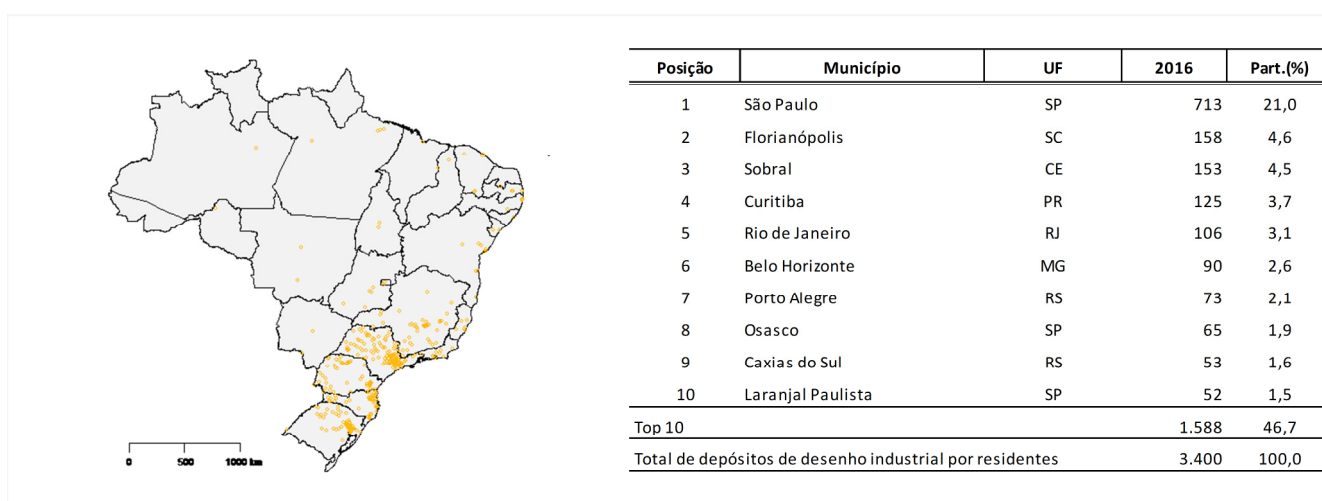 Posição Município UF 2016 Part.(%)
1 São Paulo SP 713 21,0
2 Florianópolis SC 158 4,6
3 Sobral CE 153 4,5
4 Curitiba PR 125 3,7
5 Rio de Janeiro RJ 106 3,1
6 Belo Horizonte MG 90 2,6
7 Porto Alegre RS 73 2,1
8 Osasco SP 65 1,9
9 Caxias do Sul RS 53 1,6
10 Laranjal Paulista SP 52 1,5
Top 10 1.588 46,7
Total de depósitos de desenho industrial por residentes 3.400 100,0
0 500 1000 km